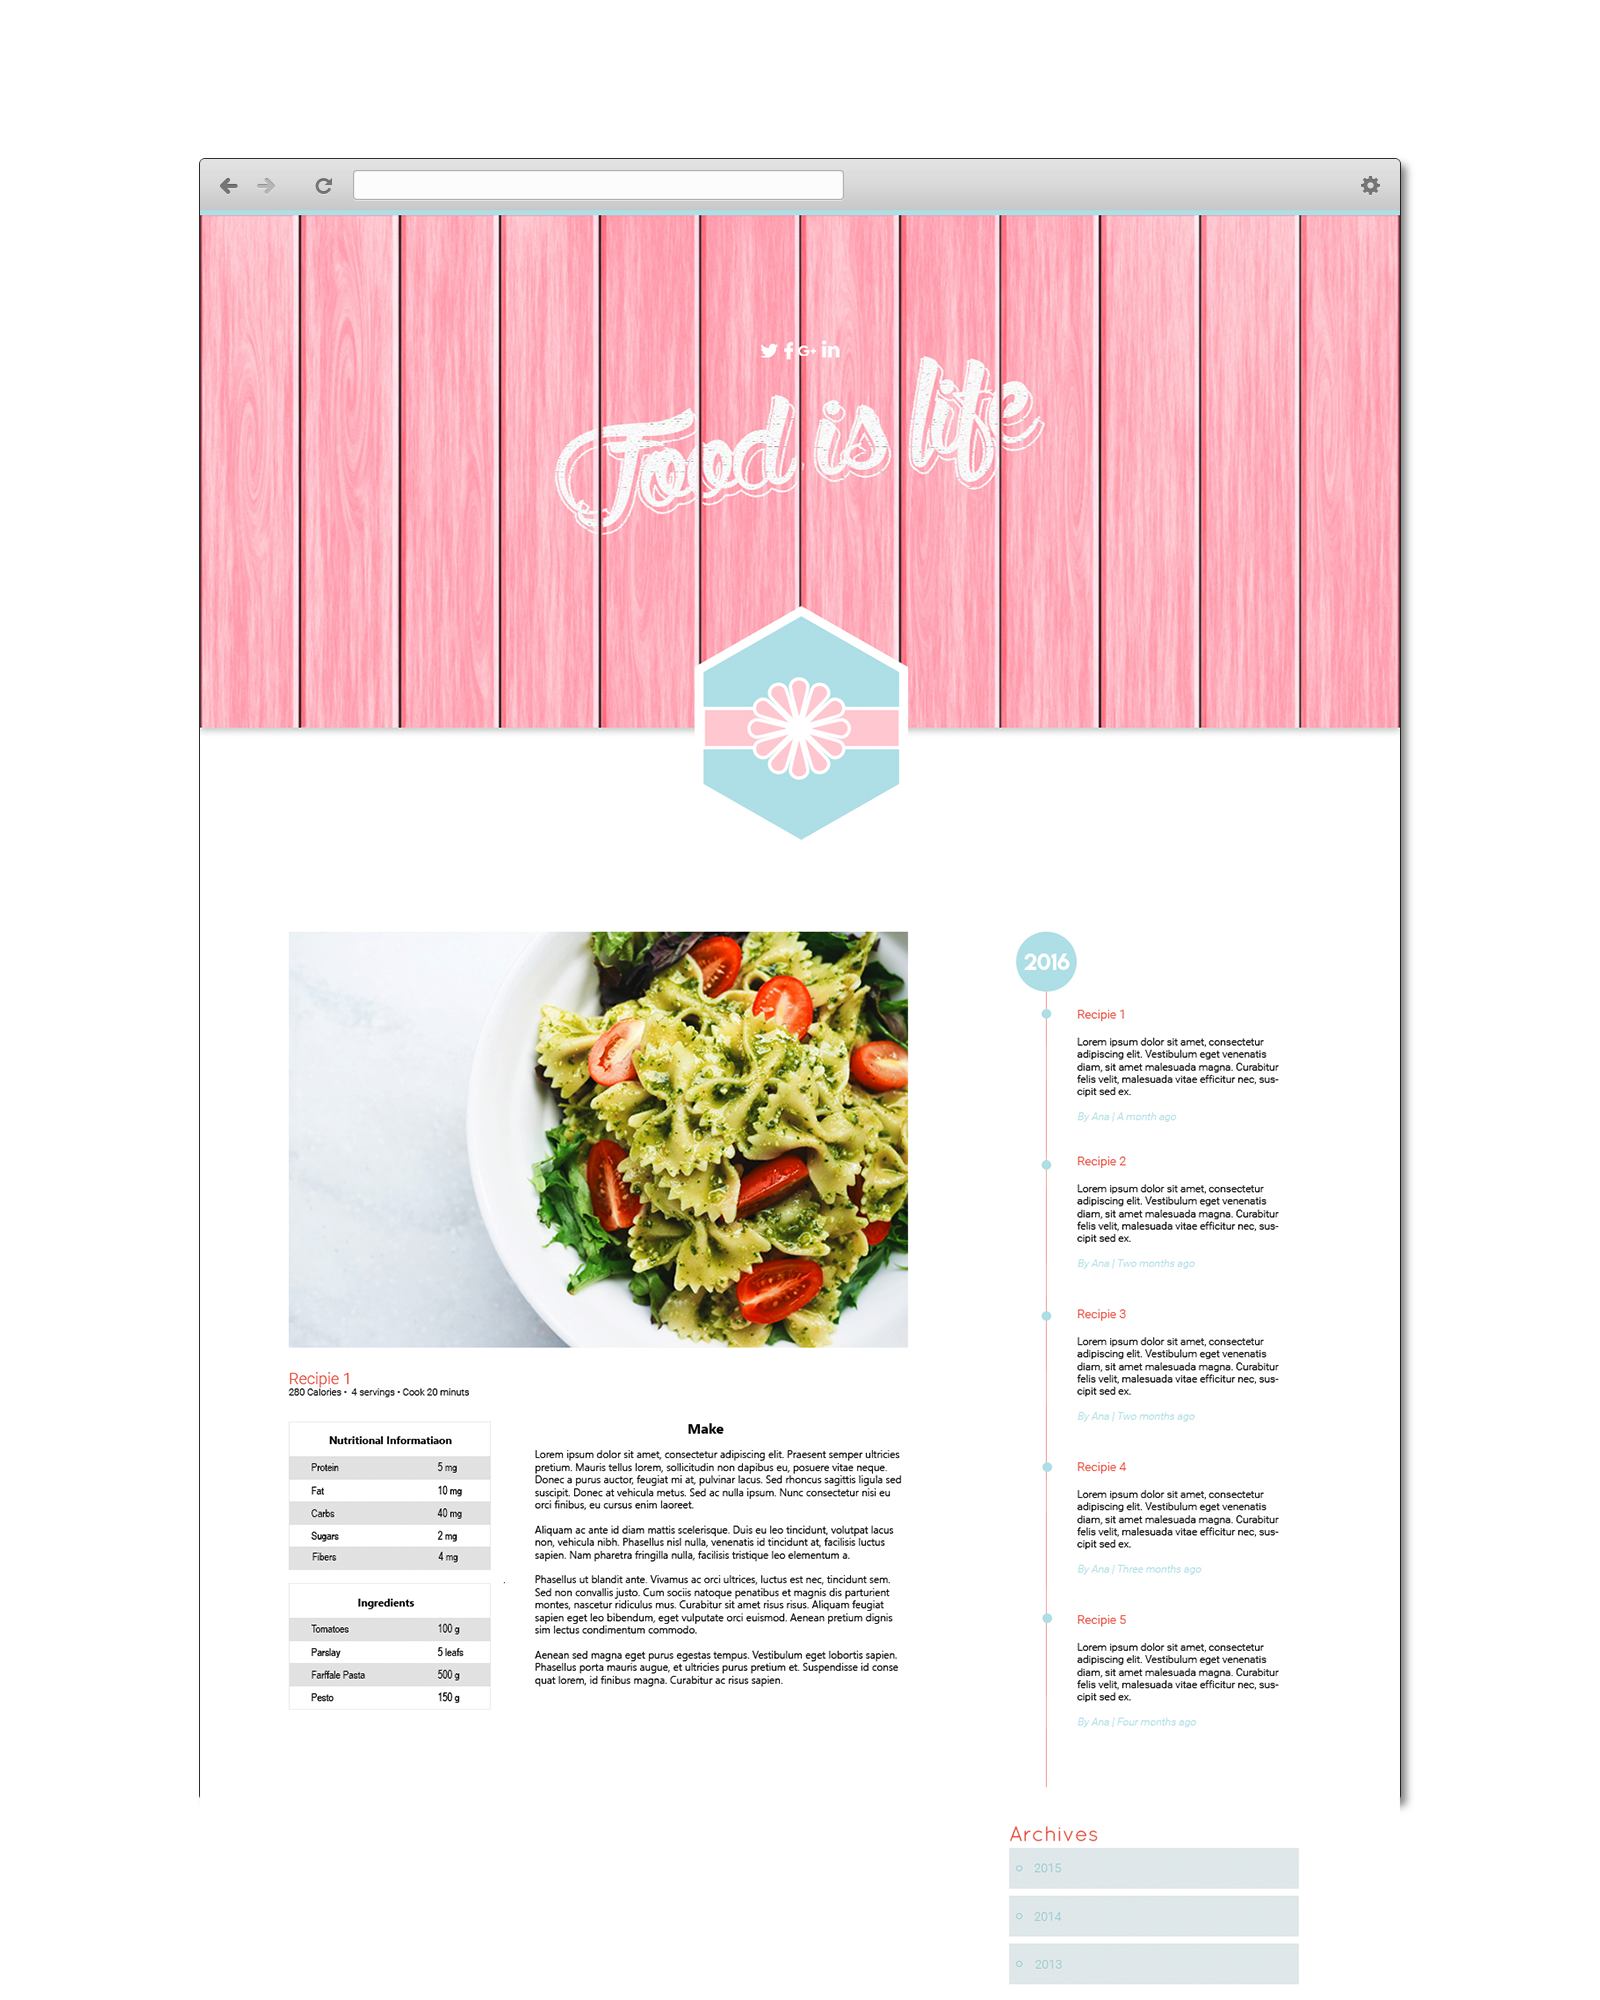 Food is life
Recipie 1
280 Calories • 4 servings • Cook 20 minuts
Nutritional Informatiaon
Protein 5 mg
Fat 10 mg
Carbs 40 mg
Sugars 2 mg
Fibers 4 mg
Ingredients
Tomatoes 100 g
Parslay 5 leafs
Farffale Pasta 500 g
Pesto 150 g
Make
Lorem ipsum dolor sit amet, consectetur adipiscing elit. Praesent semper ultricies
pretium. Mauris tellus lorem, sollicitudin non dapibus eu, posuere vitae neque.
Donec a purus auctor, feugiat mi at, pulvinar lacus. Sed rhoncus sagittis ligula sed
suscipit. Donec at vehicula metus. Sed ac nulla ipsum. Nunc consectetur nisi eu
orci finibus, eu cursus enim laoreet.
Aliquam ac ante id diam mattis scelerisque. Duis eu leo tincidunt, volutpat lacus
non, vehicula nibh. Phasellus nisl nulla, venenatis id tincidunt at, facilisis luctus
sapien. Nam pharetra fringilla nulla, facilisis tristique leo elementum a.
Phasellus ut blandit ante. Vivamus ac orci ultrices, luctus est nec, tincidunt sem.
Sed non convallis justo. Cum sociis natoque penatibus et magnis dis parturient
montes, nascetur ridiculus mus. Curabitur sit amet risus risus. Aliquam feugiat
sapien eget leo bibendum, eget vulputate orci euismod. Aenean pretium dignis
sim lectus condimentum commodo.
Aenean sed magna eget purus egestas tempus. Vestibulum eget lobortis sapien.
Phasellus porta mauris augue, et ultricies purus pretium et. Suspendisse id conse
quat lorem, id finibus magna. Curabitur ac risus sapien.
2016
Recipie 1
Lorem ipsum dolor sit amet, consectetur
adipiscing elit. Vestibulum eget venenatis
diam, sit amet malesuada magna. Curabitur
felis velit, malesuada vitae efficitur nec, sus-
cipit sed ex.
By Ana | A month ago
Recipie 2
Lorem ipsum dolor sit amet, consectetur
adipiscing elit. Vestibulum eget venenatis
diam, sit amet malesuada magna. Curabitur
felis velit, malesuada vitae efficitur nec, sus-
cipit sed ex.
By Ana | Two months ago
Recipie 3
Lorem ipsum dolor sit amet, consectetur
adipiscing elit. Vestibulum eget venenatis
diam, sit amet malesuada magna. Curabitur
felis velit, malesuada vitae efficitur nec, sus-
cipit sed ex.
By Ana | Two months ago
Recipie 4
Lorem ipsum dolor sit amet, consectetur
adipiscing elit. Vestibulum eget venenatis
diam, sit amet malesuada magna. Curabitur
felis velit, malesuada vitae efficitur nec, sus-
cipit sed ex.
By Ana | Three months ago
Recipie 5
Lorem ipsum dolor sit amet, consectetur
adipiscing elit. Vestibulum eget venenatis
diam, sit amet malesuada magna. Curabitur
felis velit, malesuada vitae efficitur nec, sus-
cipit sed ex.
By Ana | Four months ago
Archives
2015
2014
2013